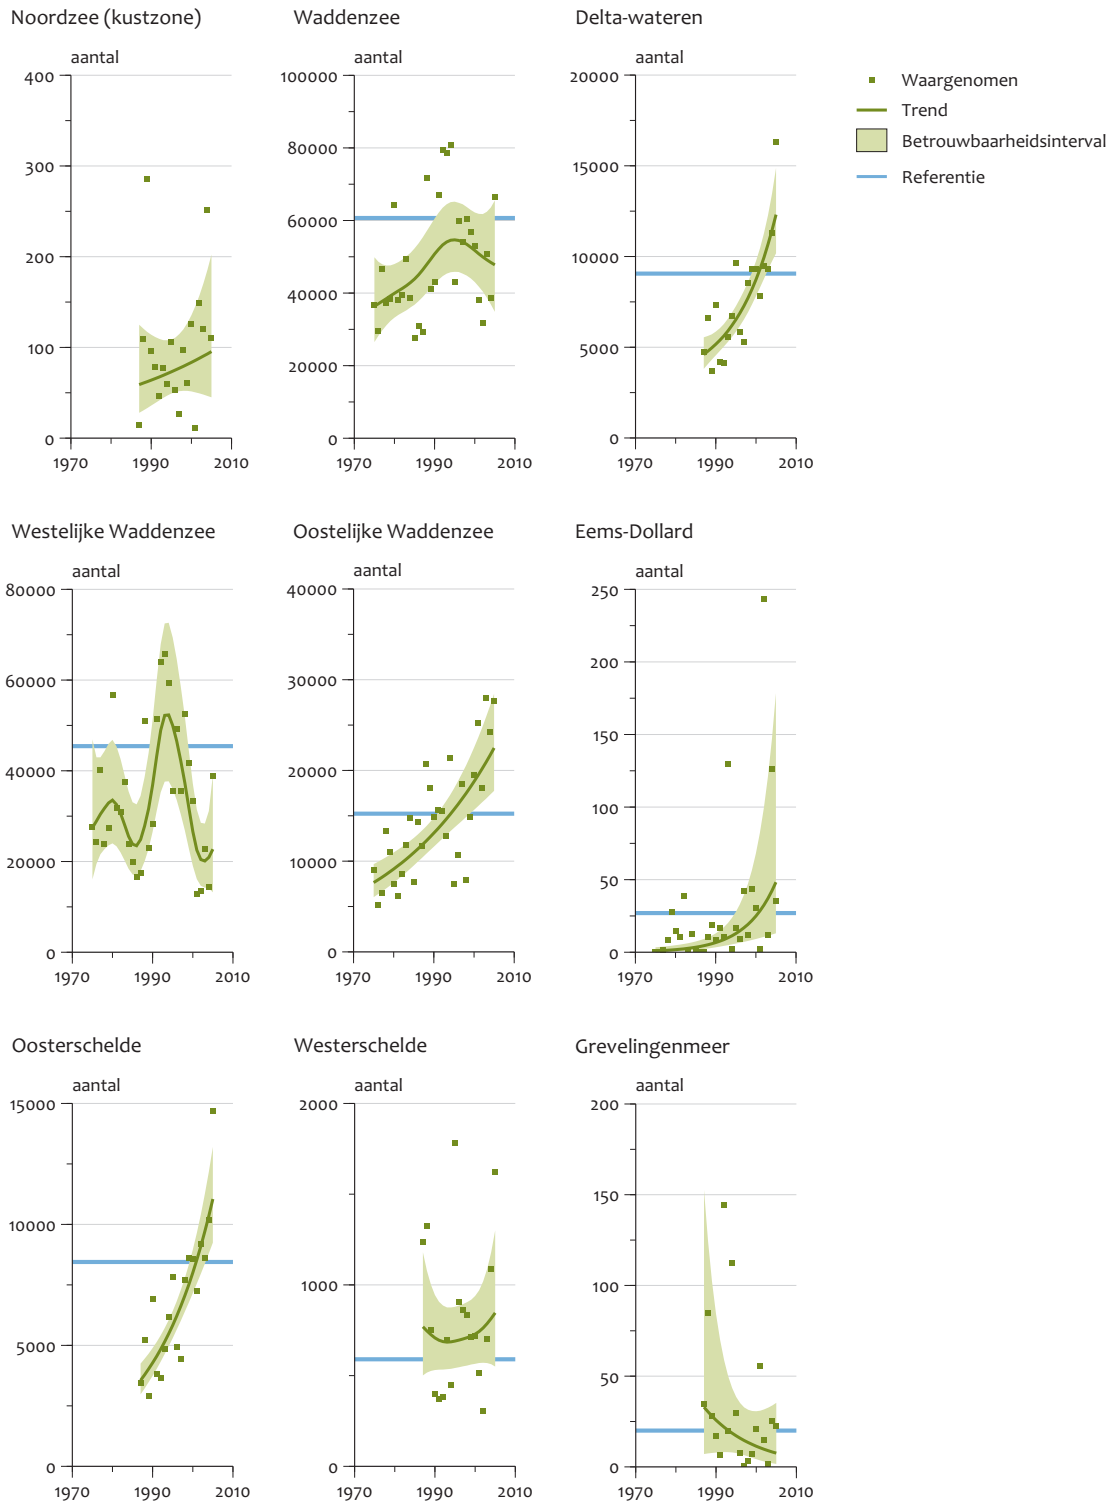 Noordzee (kustzone)
aantal
400
300
200
100
0
1970 1990 2010
Waddenzee
aantal
100000
80000
60000
40000
20000
0
1970 1990 2010
Delta-wateren
aantal
20000
15000
10000
5000
0
1970 1990 2010
Waargenomen
Trend
Betrouwbaarheidsinterval
Referentie
Westelijke Waddenzee
aantal
80000
60000
40000
20000
0
1970 1990 2010
Oostelijke Waddenzee
aantal
40000
30000
20000
10000
0
1970 1990 2010
Eems-Dollard
aantal
250
200
150
100
50
0
1970 1990 2010
Oosterschelde
aantal
15000
10000
5000
0
1970 1990 2010
Westerschelde
aantal
2000
1000
0
1970 1990 2010
Grevelingenmeer
aantal
200
150
100
50
0
1970 1990 2010